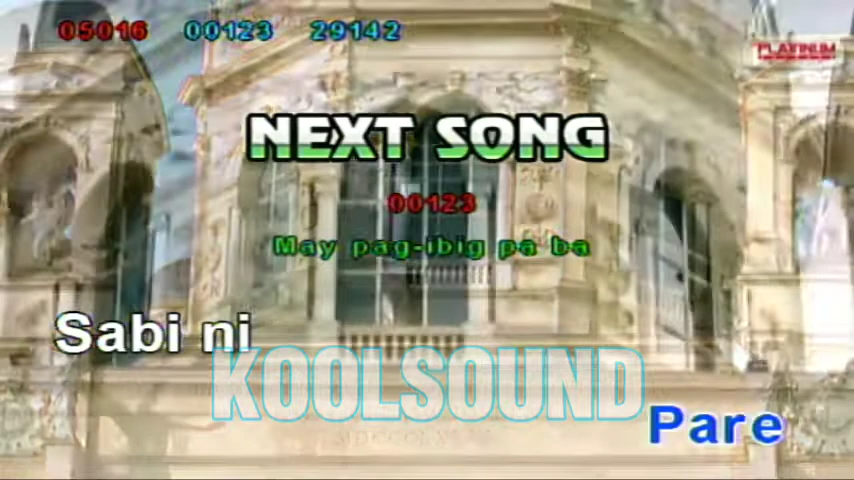 05016 00123 29142
PLATINUM
NEXT SONG
00123
May pag-ibig pa ba
Sabi ni
KOOLSOUND
Pare